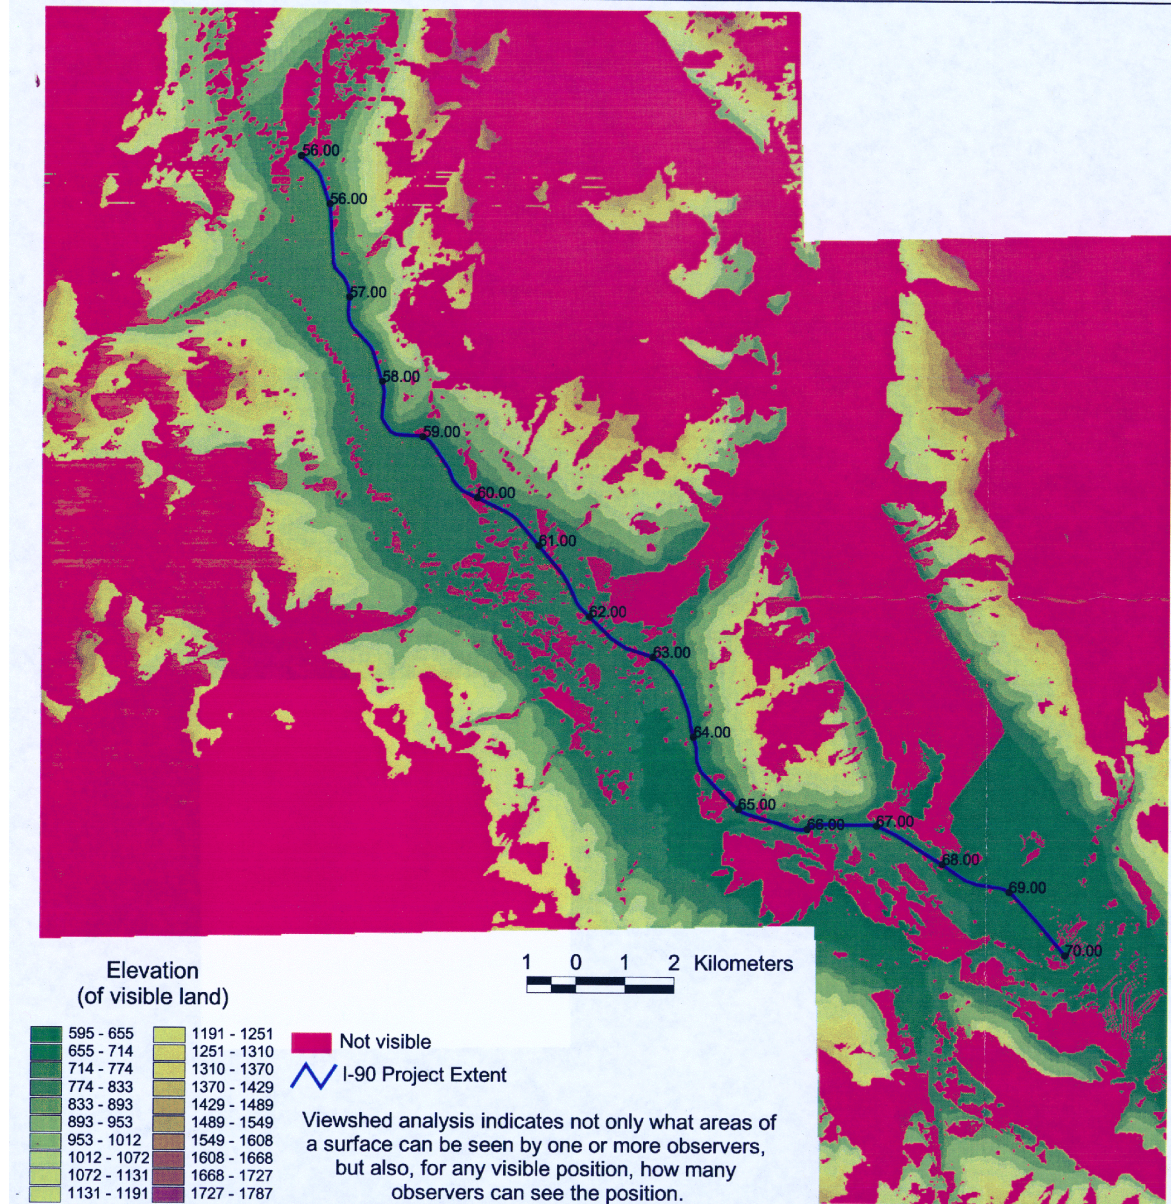 56.00
56.00
57.00
58.00
59.00
60.00
61.00
62.00
63.00
64.00
65.00
66.00
67.00
68.00
69.00
70.00
1 0 1 2 Kilometers
Elevation
(of visible land)
595 - 655
655 - 714
714 - 774
774 - 833
833 - 893
893 - 953
953 - 1012
1012 - 1072
1072 - 1131
1131 - 1191
1191 - 1251
1251 - 1310
1310 - 1370
1370 - 1429
1429 - 1489
1489 - 1549
1549 - 1608
1608 - 1668
1668 - 1727
1727 - 1787
Not visible
I-90 Project Extent
Viewshed analysis indicates not only what areas of
a surface can be seen by one or more observers,
but also, for any visible position, how many
observers can see the position.